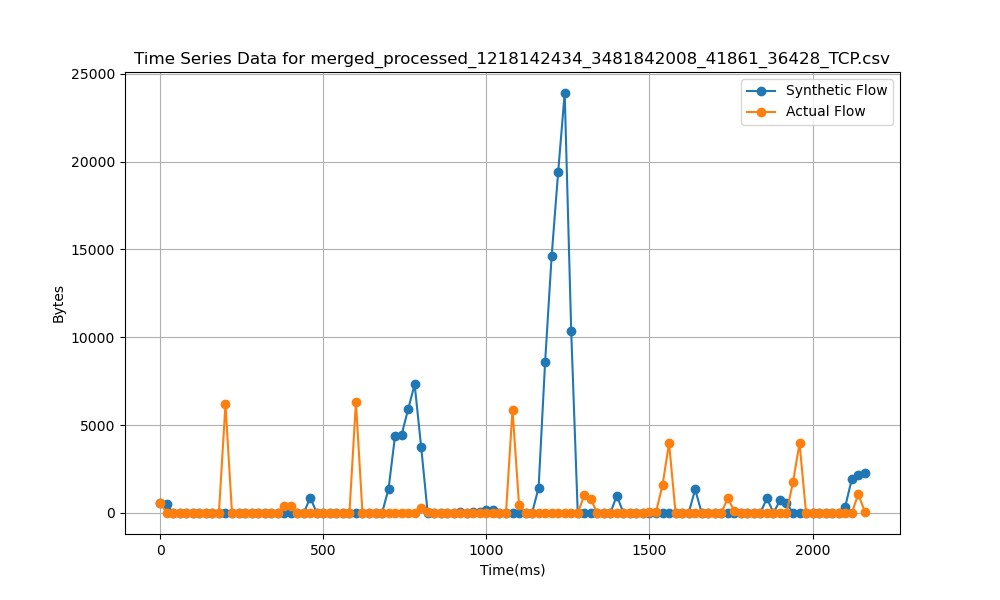 Time Series Data for merged_processed_1218142434_3481842008_41861_36428_TCP.csv
25000
20000
15000
10000
5000
0
Bytes
Synthetic Flow
Actual Flow
0 500 1000 1500 2000
Time(ms)